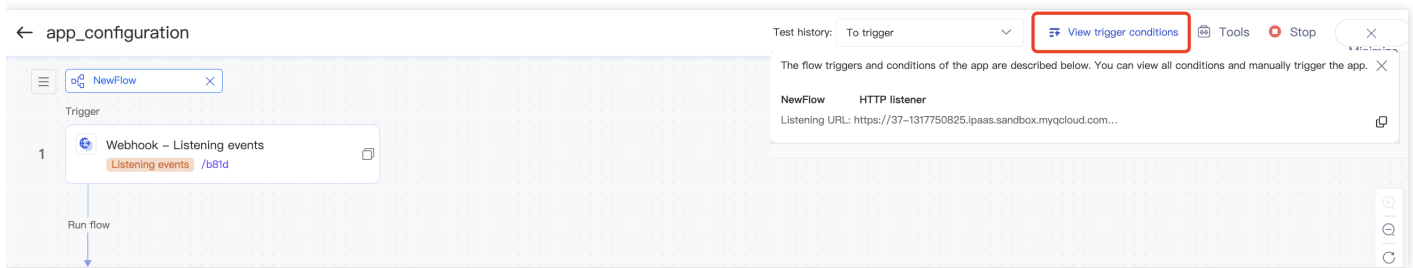 ← app_configuration
Test history: To trigger
View trigger conditions
Tools
Stop
The flow triggers and conditions of the app are described below. You can view all conditions and manually trigger the app.
NewFlow HTTP listener
Listening URL: https://37-1317750825.ipaas.sandbox.myqcloud.com...
NewFlow
Trigger
1
Webhook – Listening events
Listening events /b81d
Run flow